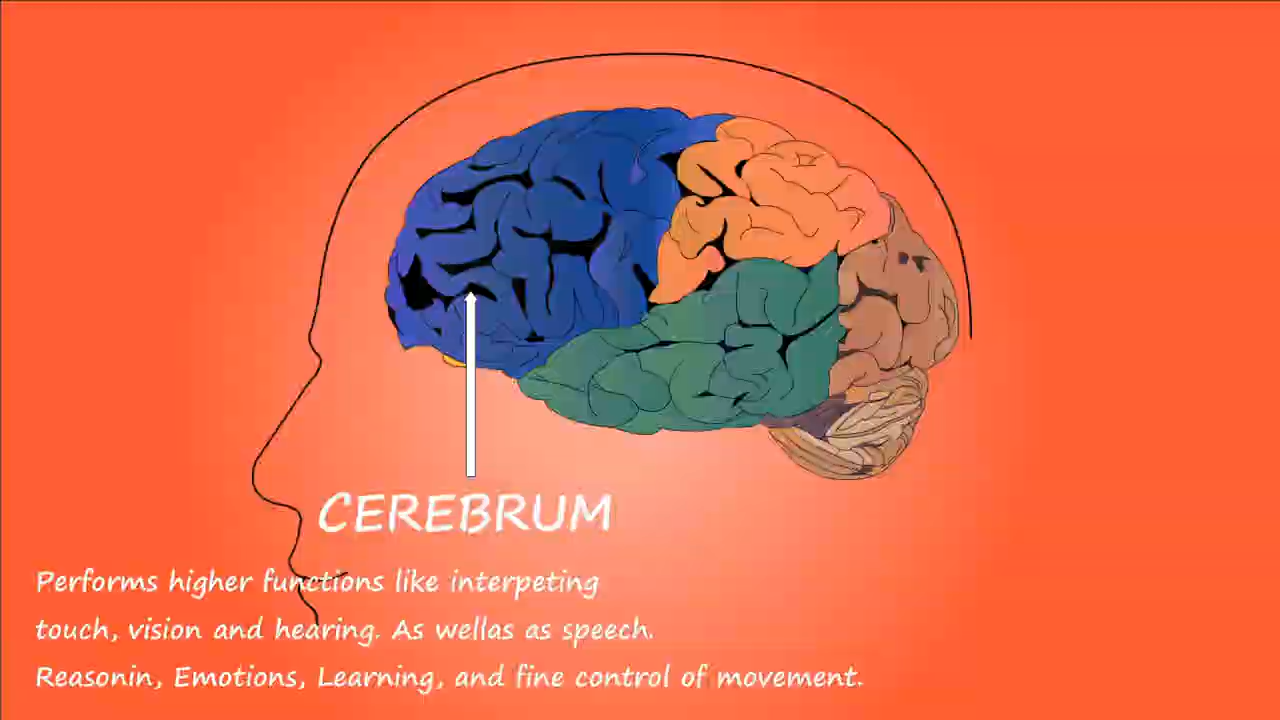 CEREBRUM
Performs higher functions like interpeting
touch, vision and hearing. As wellas as speech.
Reasonin, Emotions, Learning, and fine control of movement.